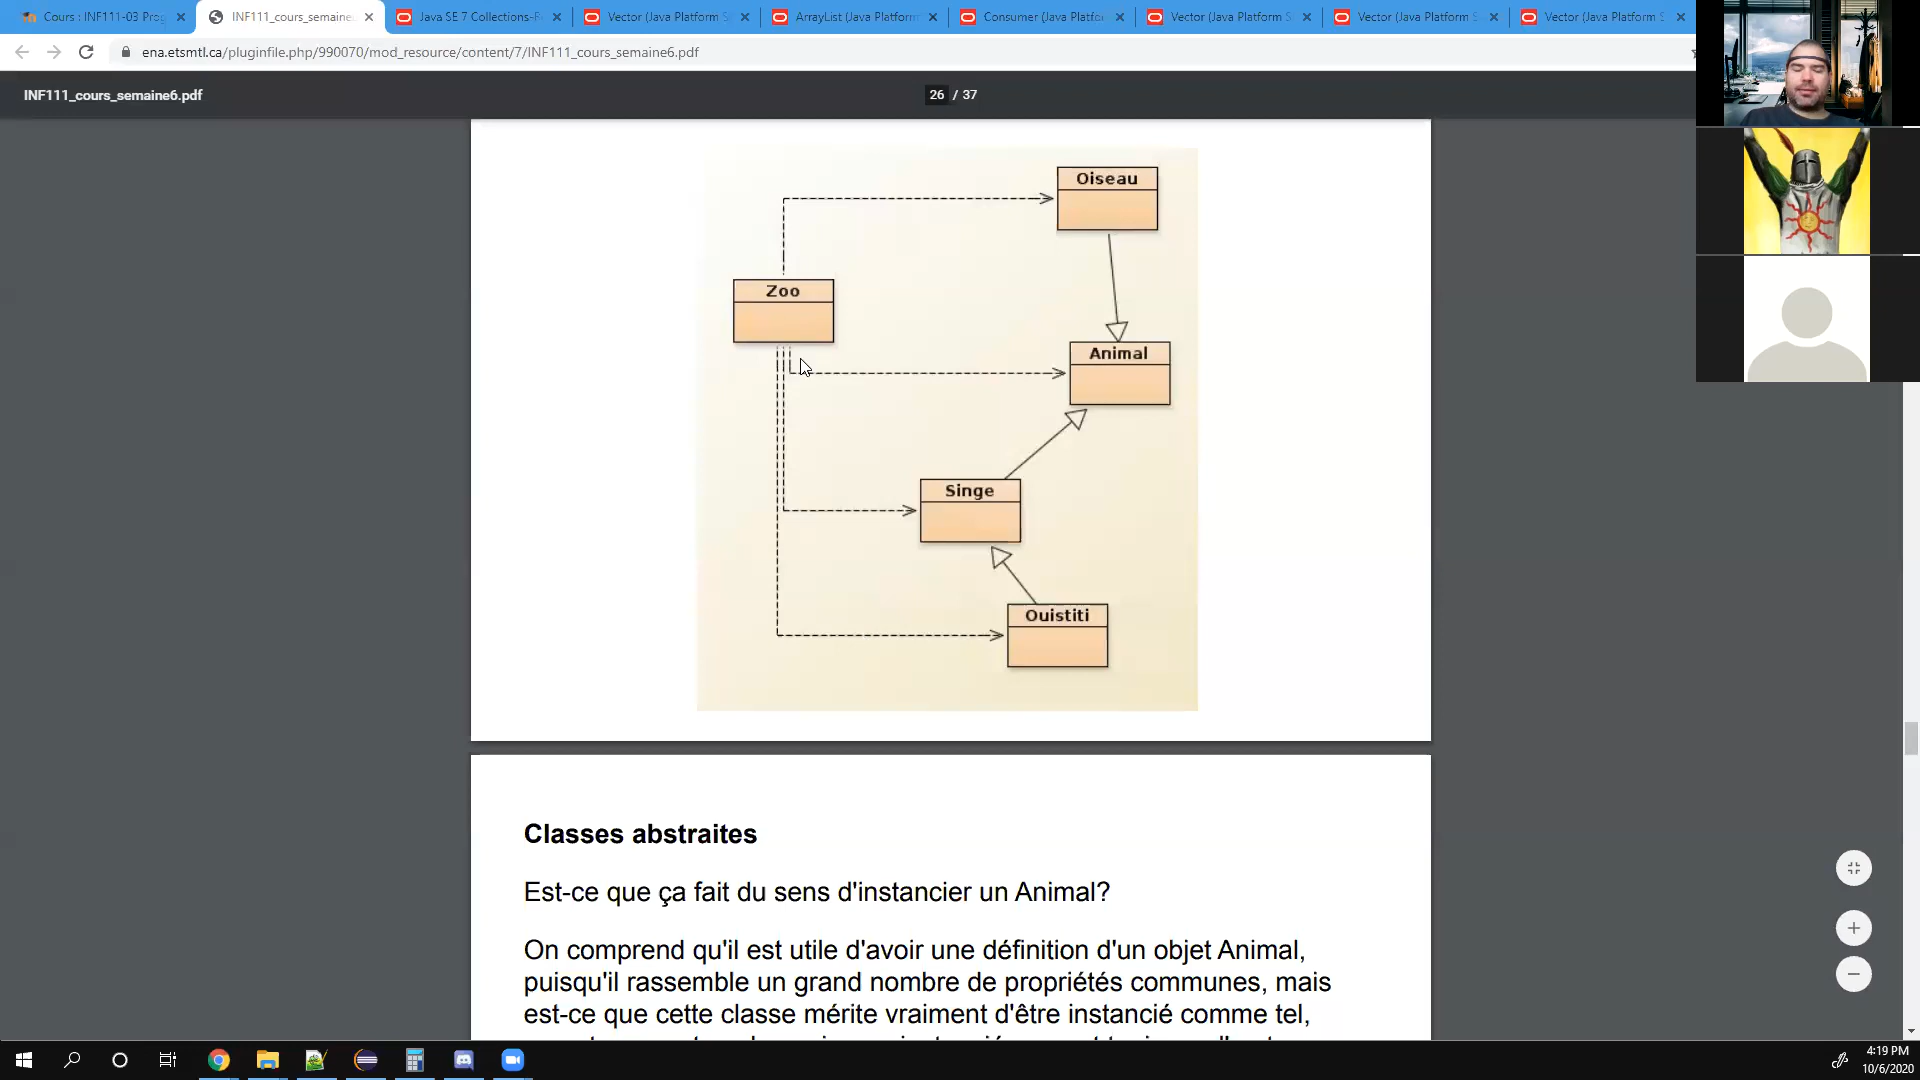 Cours : INF111-03 Prog
INF111_cours_semaine
Java SE 7 Collections-
Vector (Java Platform S
ArrayList (Java Platform
Consumer (Java Platfo
Vector (Java Platform S
Vector (Java Platform S
Vector (Java Platform S
ena.etsmtl.ca/pluginfile.php/990070/mod_resource/content/7/INF111_cours_semaine6.pdf
INF111_cours_semaine6.pdf
26 / 37
Oiseau
Zoo
Animal
Singe
Ouistiti
Classes abstraites
Est-ce que ça fait du sens d'instancier un Animal?
On comprend qu'il est utile d'avoir une définition d'un objet Animal,
puisqu'il rassemble un grand nombre de propriétés communes, mais
est-ce que cette classe mérite vraiment d'être instancié comme tel,
4:19 PM
10/6/2020